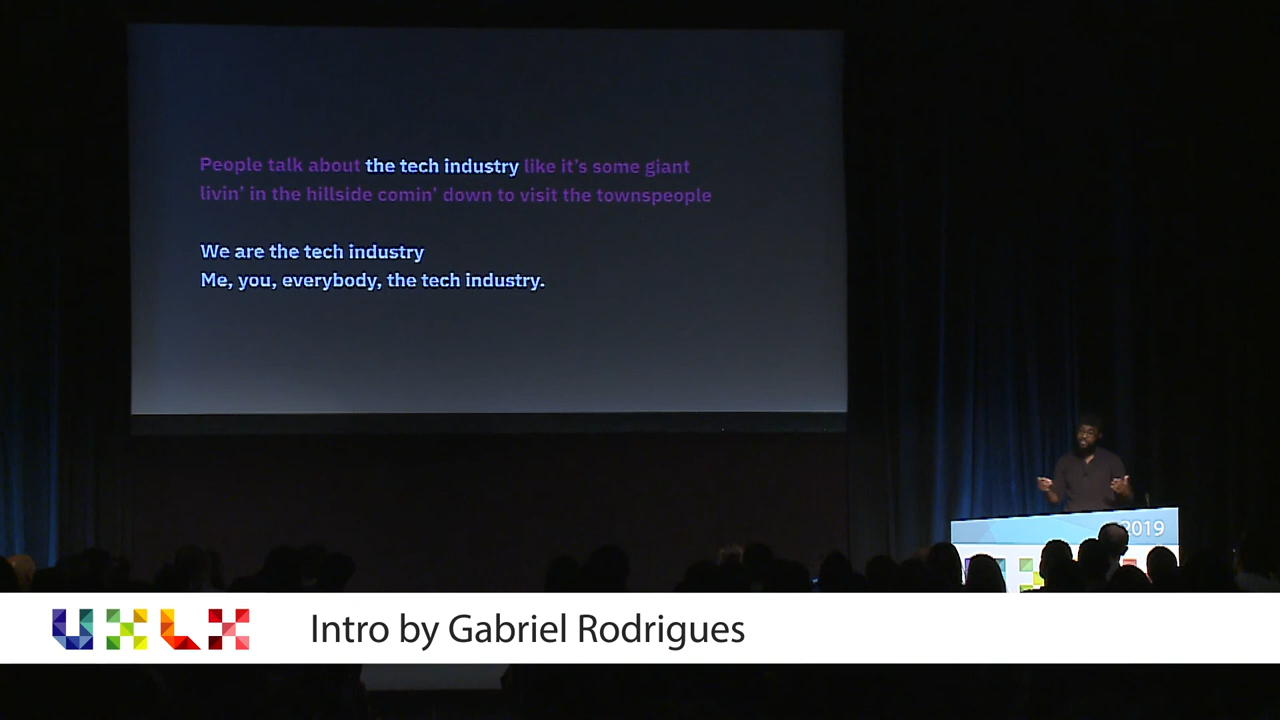 People talk about the tech industry like it's some giant
livin' in the hillside comin' down to visit the townspeople
We are the tech industry
Me, you, everybody, the tech industry.
2019
UXLX
Intro by Gabriel Rodrigues